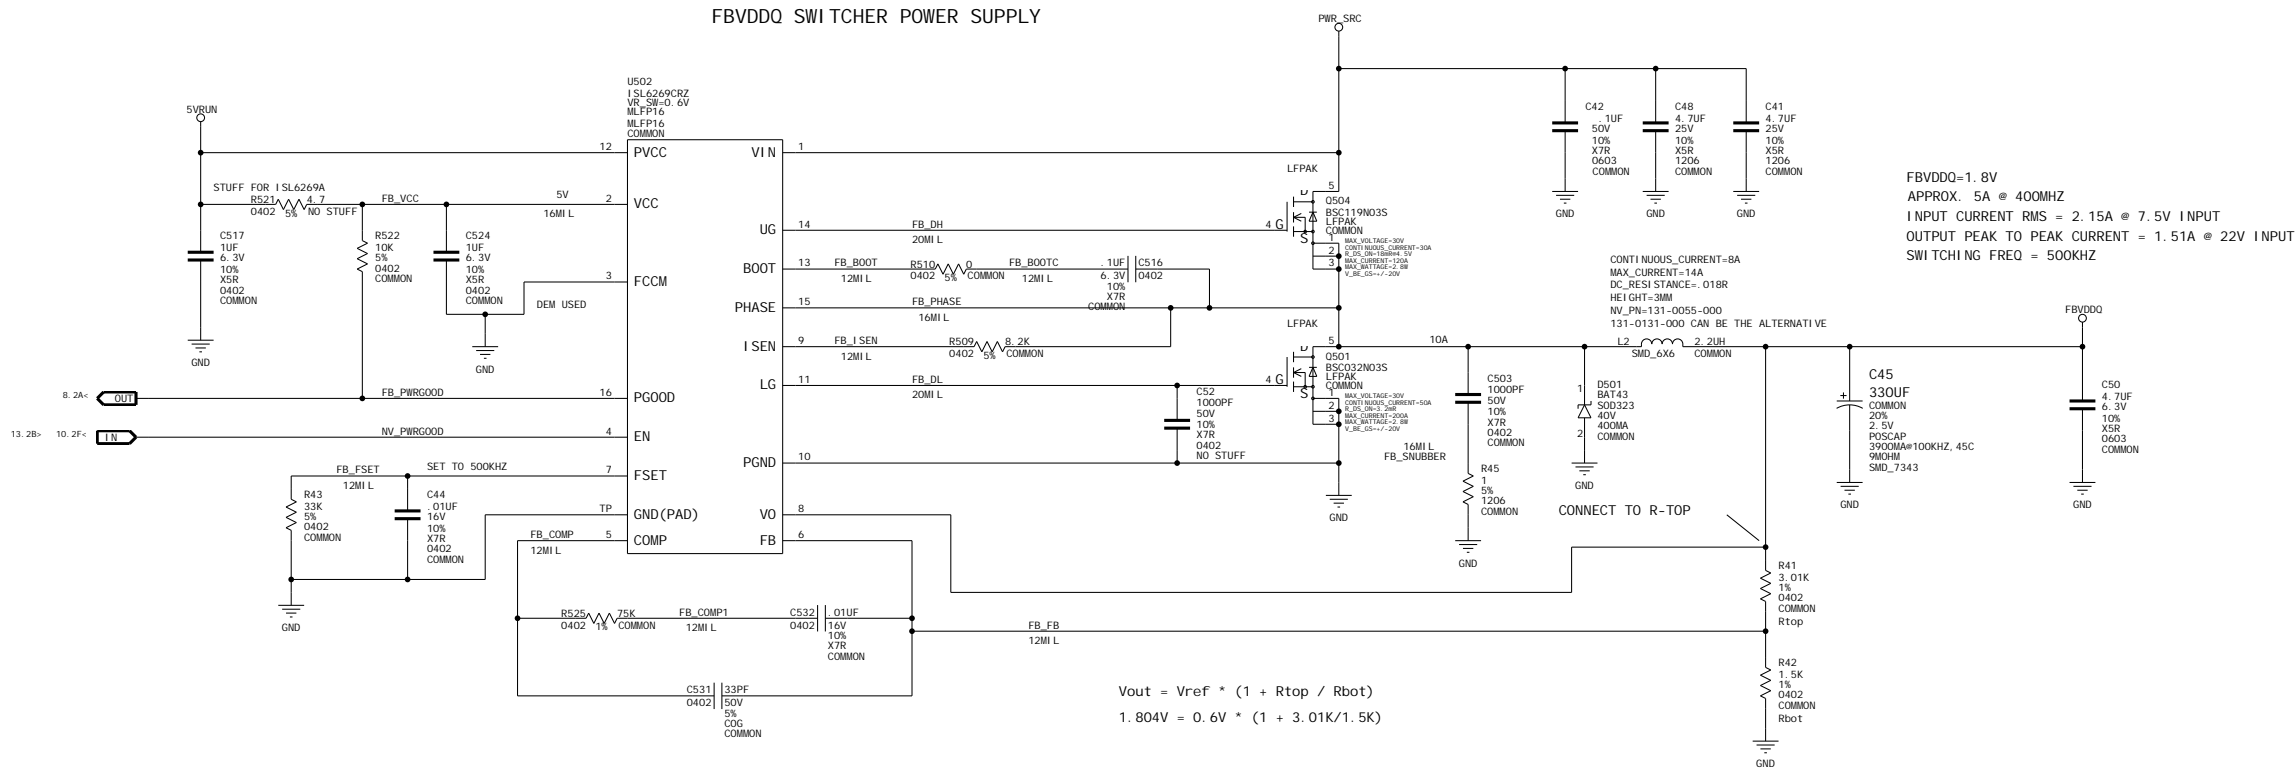 FBVDDQ SWITCHER POWER SUPPLY
PWR_SRC
U502
ISL6269CRZ
VR_SW=0.6V
MLFP16
MLFP16
COMMON
5VRUN
12
PVCC
VIN
1
STUFF FOR ISL6269A
R521
4.7
0402
5%
NO STUFF
FB_VCC
5V
16MIL
2
VCC
C517
1UF
6.3V
10%
X5R
0402
COMMON
GND
R522
10K
5%
0402
COMMON
C524
1UF
6.3V
10%
X5R
0402
COMMON
GND
3
FCCM
DEM USED
UG
14
FB_DH
20MIL
BOOT
13
FB_BOOT
12MIL
R510
0
0402
5%
COMMON
FB_BOOTC
12MIL
.1UF
6.3V
10%
X7R
COMMON
C516
0402
PHASE
15
FB_PHASE
16MIL
ISEN
9
FB_ISEN
12MIL
R509
8.2K
0402
5%
COMMON
LG
11
FB_DL
20MIL
8.2A<
OUT
FB_PWRGOOD
16
PGOOD
13.2B>
10.2F<
IN
NV_PWRGOOD
4
EN
FB_FSET
12MIL
SET TO 500KHZ
7
FSET
PGND
10
R43
33K
5%
0402
COMMON
GND
C44
.01UF
16V
10%
X7R
0402
COMMON
TP
GND(PAD)
VO
8
FB_COMP
12MIL
5
COMP
FB
6
R525
75K
0402
1%
COMMON
FB_COMP1
12MIL
C532
0402
.01UF
16V
10%
X7R
COMMON
C531
0402
33PF
50V
5%
COG
COMMON
FB_FB
12MIL
C52
1000PF
50V
10%
X7R
0402
NO STUFF
LFPAK
5
D
4
G
S
1
2
3
Q504
BSC119N03S
LFPAK
COMMON
MAX_VOLTAGE=30V
CONTINUOUS_CURRENT=30A
R_DS_ON=18mR@4.5V
MAX_CURRENT=120A
MAX_WATTAGE=2.8W
V_BE_GS=+/-20V
LFPAK
5
D
4
G
S
1
2
3
Q501
BSC032N03S
LFPAK
COMMON
MAX_VOLTAGE=30V
CONTINUOUS_CURRENT=50A
R_DS_ON=3.2mR
MAX_CURRENT=200A
MAX_WATTAGE=2.8W
V_BE_GS=+/-20V
GND
C42
.1UF
50V
10%
X7R
0603
COMMON
GND
C48
4.7UF
25V
10%
X5R
1206
COMMON
GND
C41
4.7UF
25V
10%
X5R
1206
COMMON
GND
FBVDDQ=1.8V
APPROX. 5A @ 400MHZ
INPUT CURRENT RMS = 2.15A @ 7.5V INPUT
OUTPUT PEAK TO PEAK CURRENT = 1.51A @ 22V INPUT
SWITCHING FREQ = 500KHZ
CONTINUOUS_CURRENT=8A
MAX_CURRENT=14A
DC_RESISTANCE=.018R
HEIGHT=3MM
NV_PN=131-0055-000
131-0131-000 CAN BE THE ALTERNATIVE
10A
L2
2.2UH
SMD_6X6
COMMON
FBVDDQ
C503
1000PF
50V
10%
X7R
0402
COMMON
16MIL
FB_SNUBBER
R45
1
5%
1206
COMMON
GND
1
D501
BAT43
SOD323
40V
400MA
COMMON
2
GND
+
C45
330UF
COMMON
20%
2.5V
POSCAP
3900MA@100KHZ,45C
9MOHM
SMD_7343
GND
C50
4.7UF
6.3V
10%
X5R
0603
COMMON
GND
CONNECT TO R-TOP
R41
3.01K
1%
0402
COMMON
Rtop
R42
1.5K
1%
0402
COMMON
Rbot
GND
Vout = Vref * (1 + Rtop / Rbot)
1.804V = 0.6V * (1 + 3.01K/1.5K)